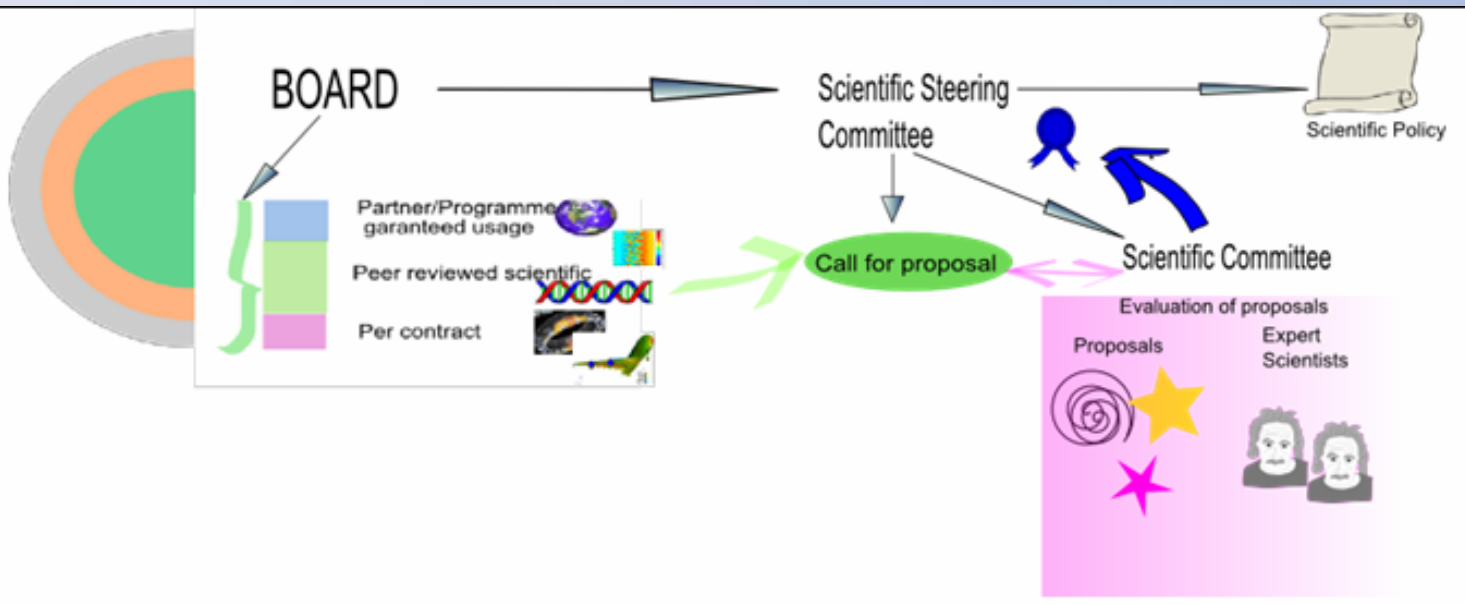 BOARD
Scientific Steering
Committee
Scientific Policy
Partner/Programme
garanteed usage
Peer reviewed scientific
Per contract
Call for proposal
Scientific Committee
Evaluation of proposals
Proposals
Expert
Scientists